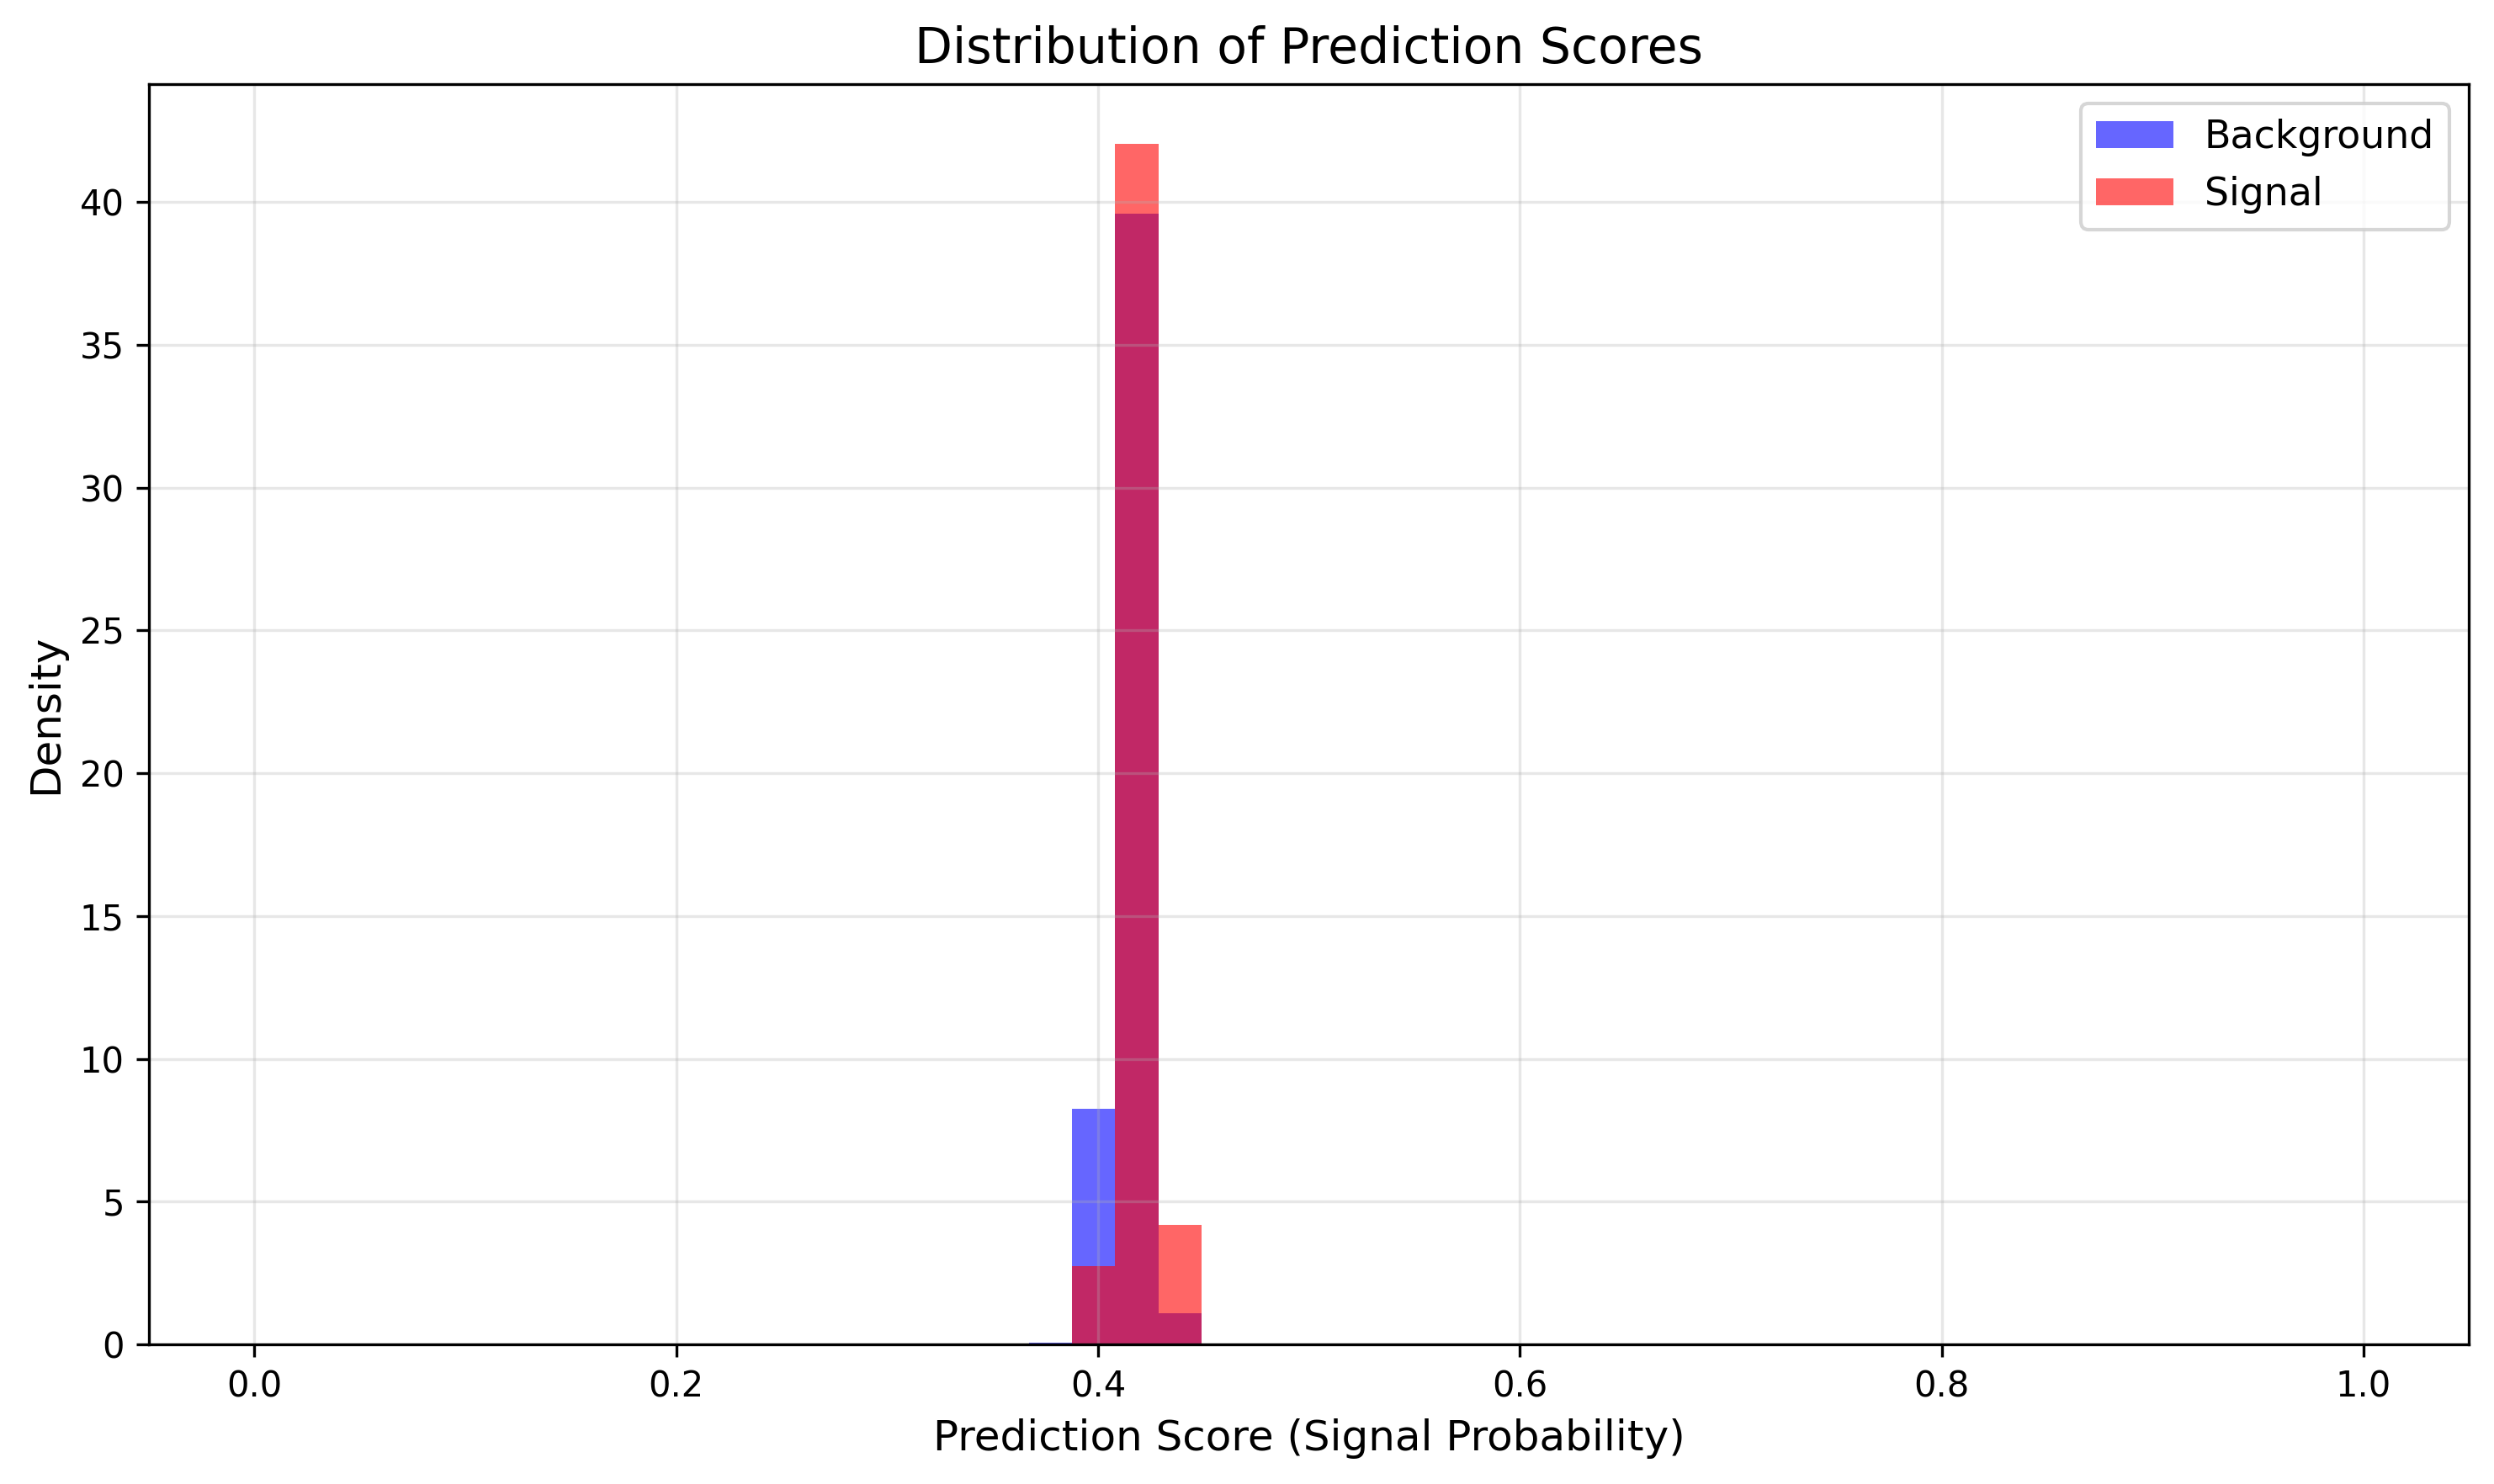 Distribution of Prediction Scores
Background
Signal
Density
40
35
30
25
20
15
10
5
0
0.0 0.2 0.4 0.6 0.8 1.0
Prediction Score (Signal Probability)